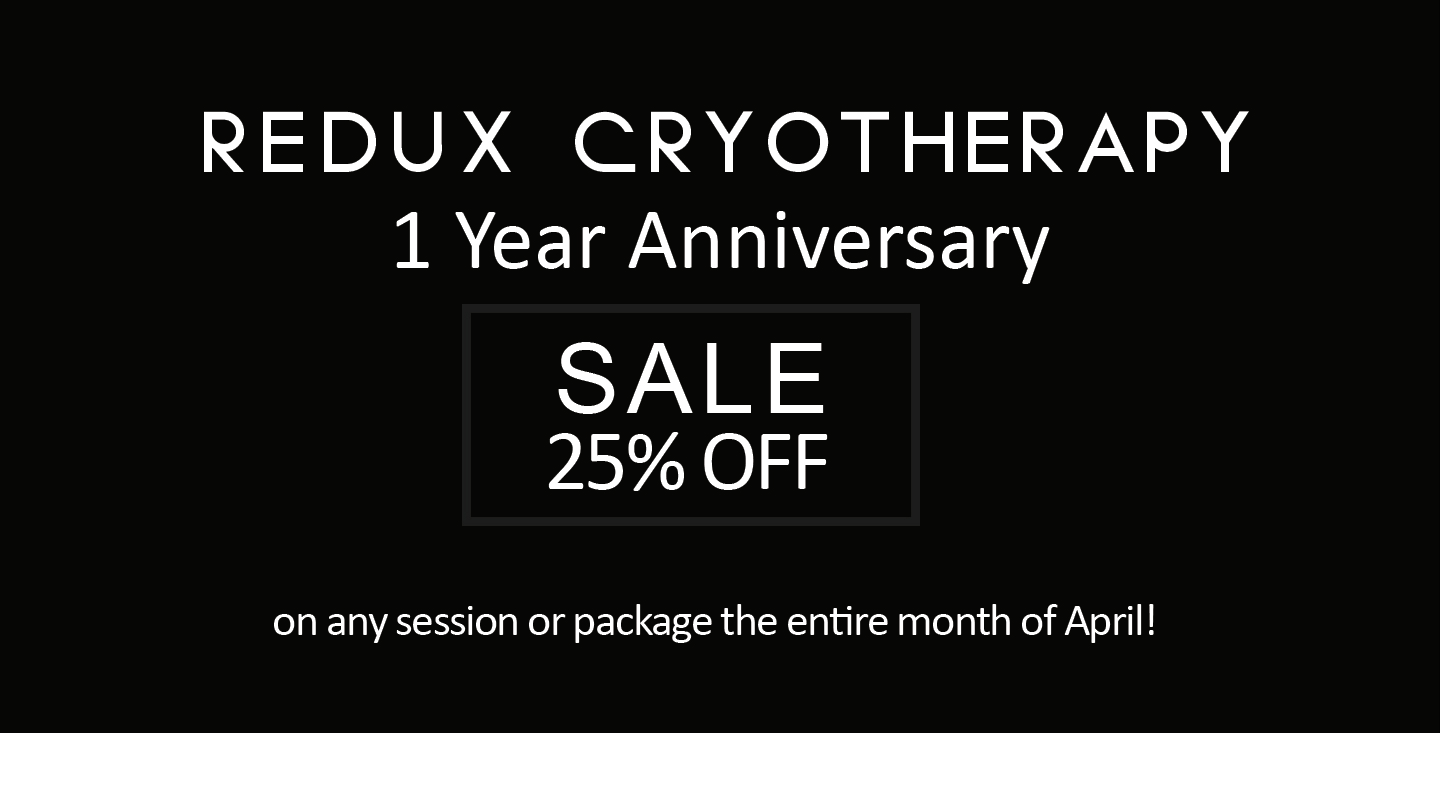 REDUX CRYOTHERAPY
1 Year Anniversary
SALE
25% OFF
on any session or package the entire month of April!